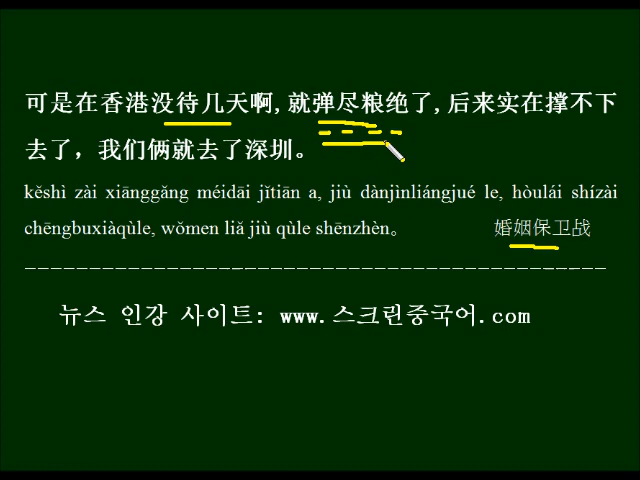 可是在香港没待几天啊,就弹尽粮绝了,后来实在撑不下
去了，我们俩就去了深圳。
kěshì zài xiānggǎng méidāi jǐtiān a, jiù dànjìnliángjué le, hòulái shízài
chēngbuxiàqùle, wǒmen liǎ jiù qùle shēnzhèn。
婚姻保卫战
--------------------------------------------
뉴스 인강 사이트: www.스크린중국어.com